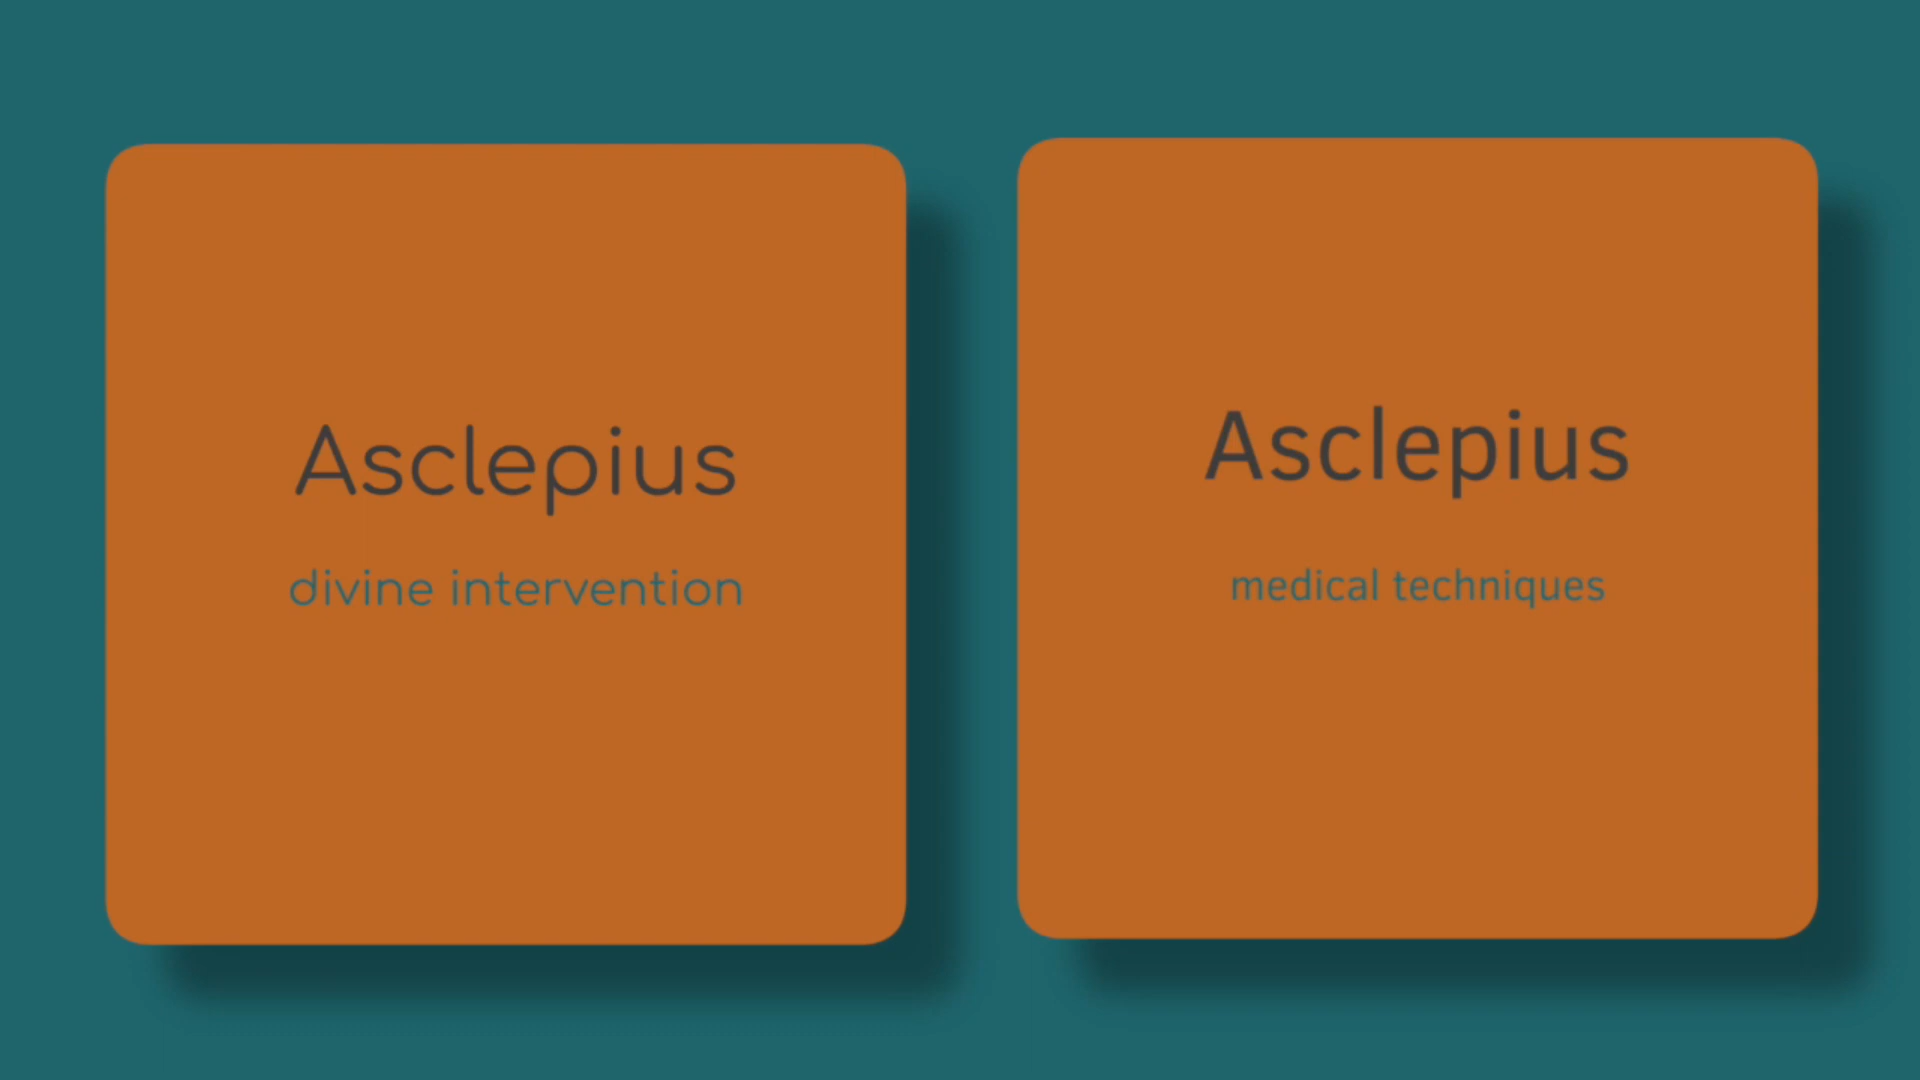 Asclepius
divine intervention
Asclepius
medical techniques